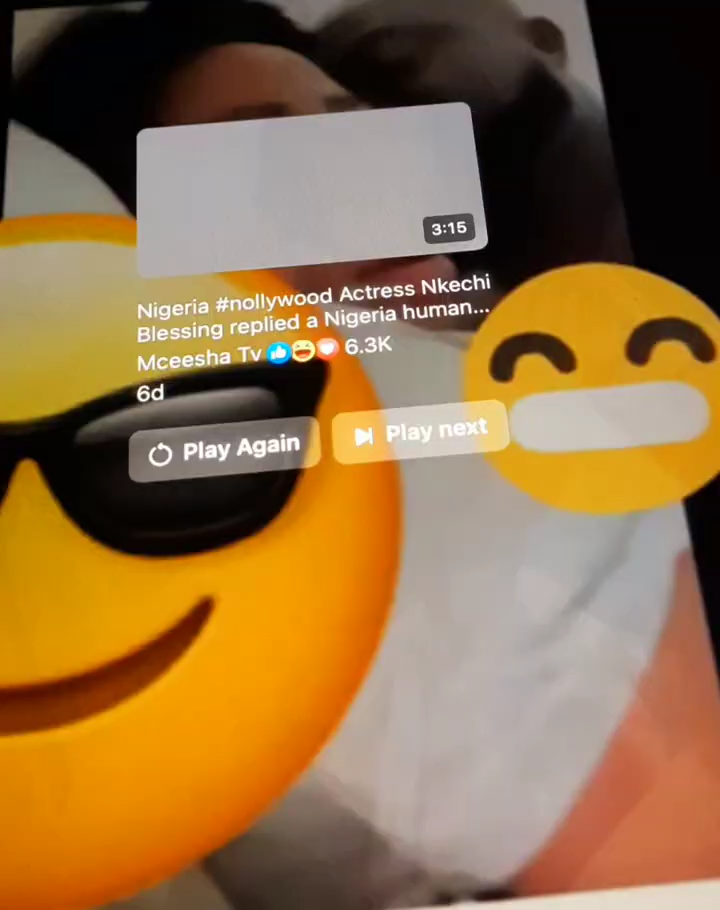 3:15
Nigeria #nollywood Actress Nkechi
Blessing replied a Nigeria human...
Mceesha Tv 6.3K
6d
Play Again
Play next